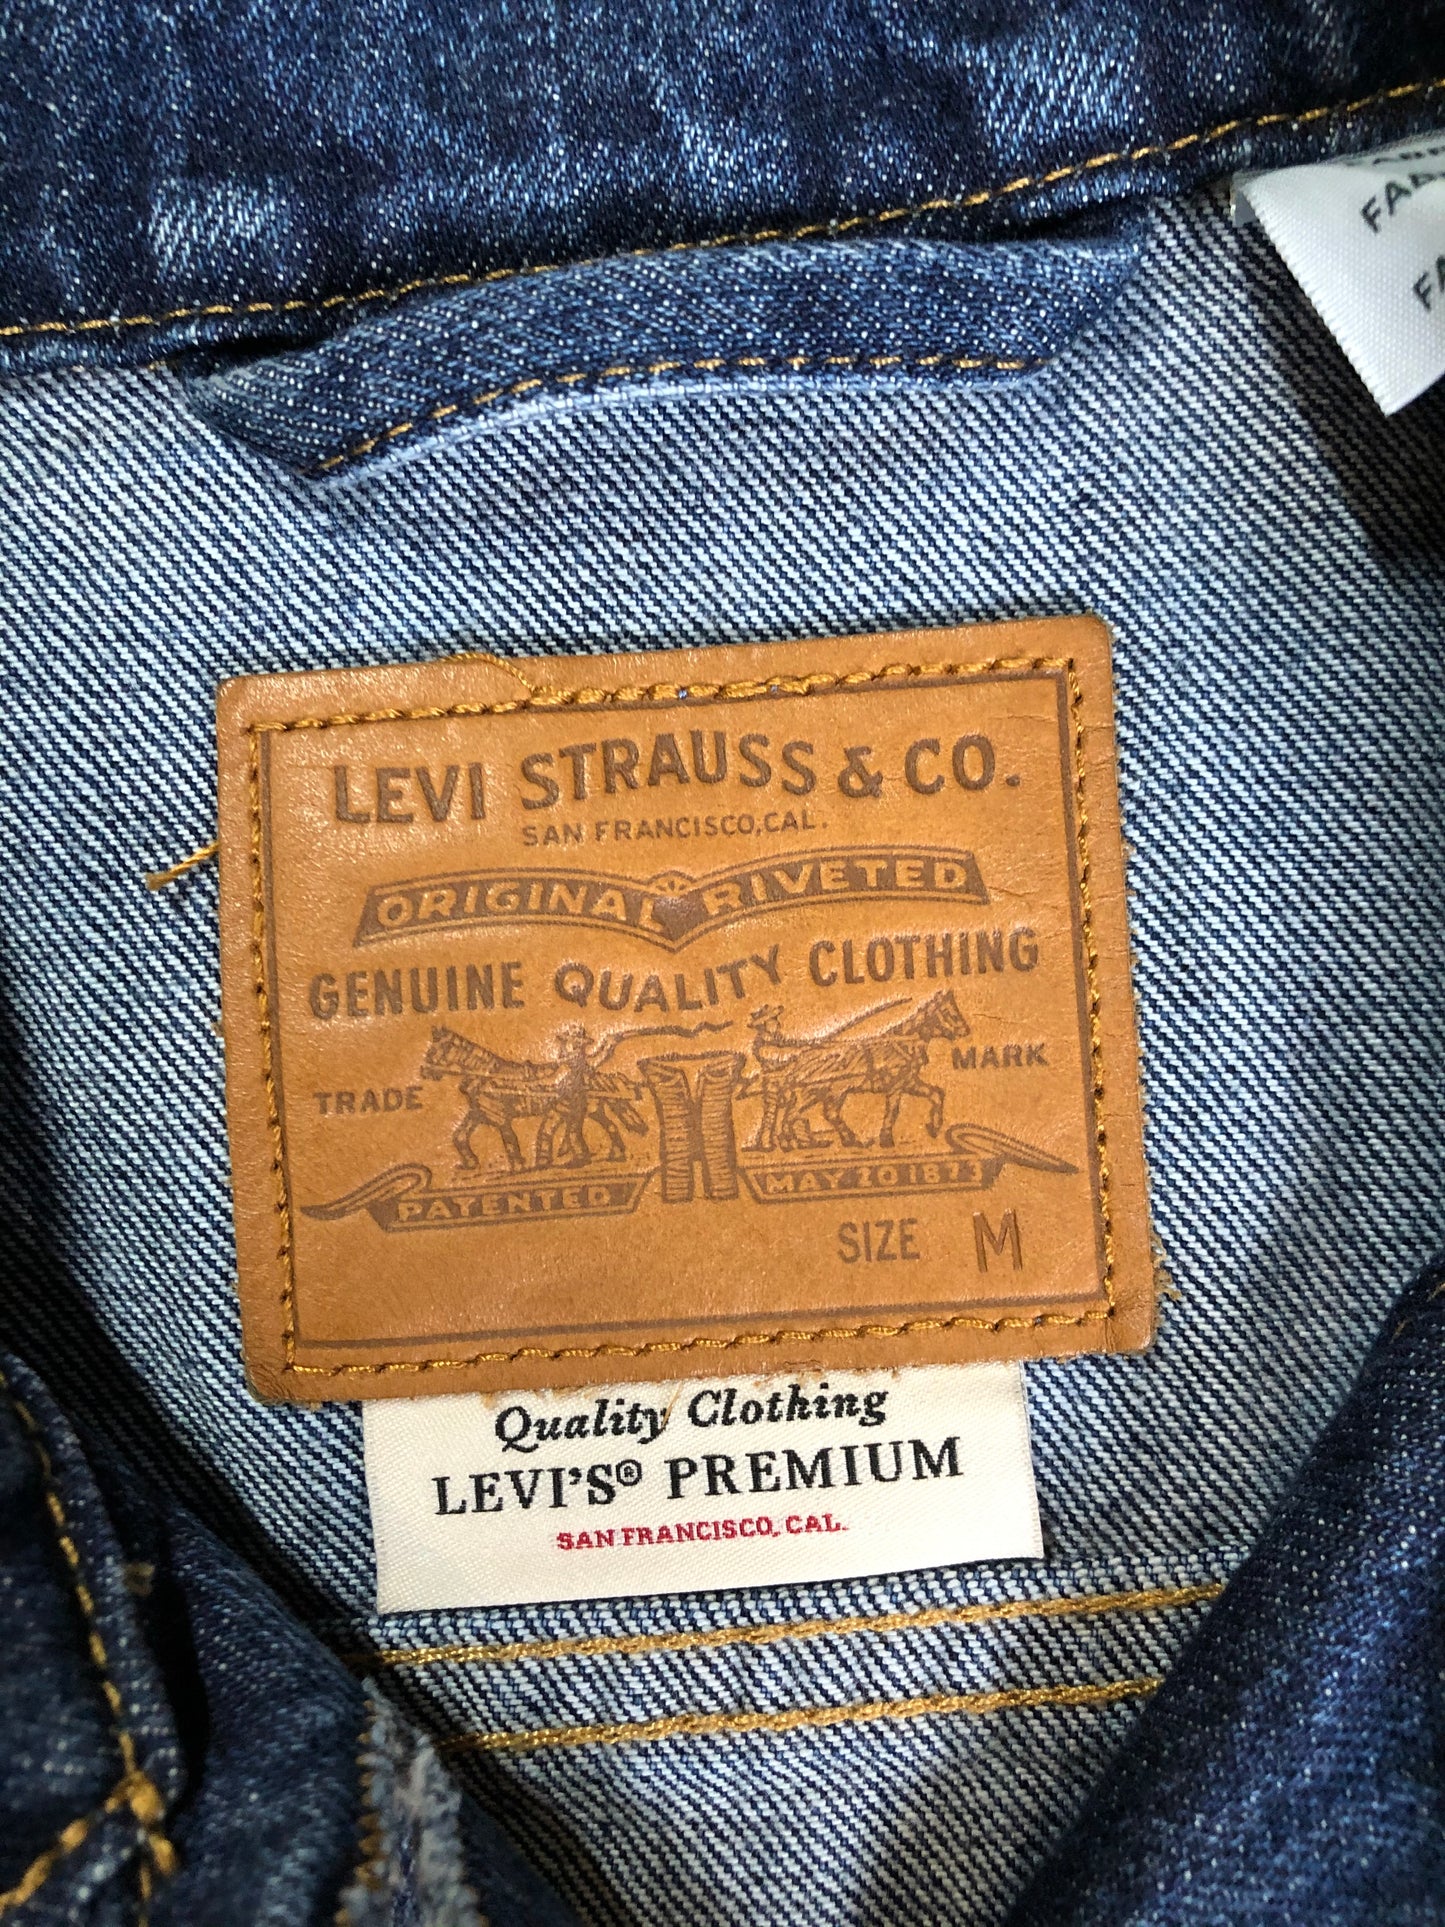 LEVI STRAUSS & CO.
SAN FRANCISCO, CAL.
ORIGINAL RIVETED
GENUINE QUALITY CLOTHING
TRADE MARK
PATENTED MAY 20 1873
SIZE M
Quality Clothing
LEVI'S® PREMIUM
SAN FRANCISCO, CAL.